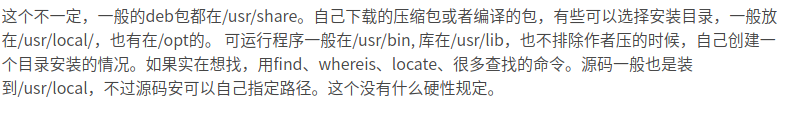 这个不一定，一般的deb包都在/usr/share。自己下载的压缩包或者编译的包，有些可以选择安装目录，一般放
在/usr/local/，也有在/opt的。 可运行程序一般在/usr/bin, 库在/usr/lib，也不排除作者压的时候，自己创建一
个目录安装的情况。如果实在想找，用find、whereis、locate、很多查找的命令。源码一般也是装
到/usr/local，不过源码安可以自己指定路径。这个没有什么硬性规定。